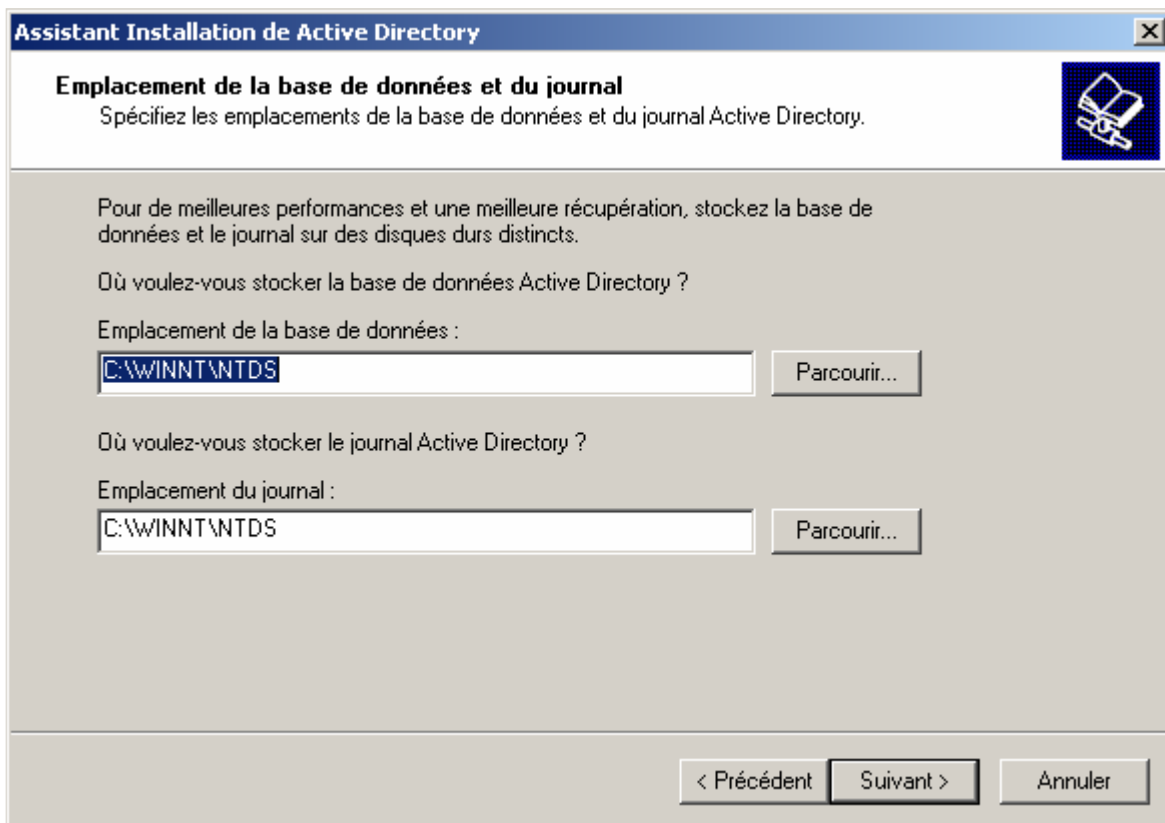 Assistant Installation de Active Directory
Emplacement de la base de données et du journal
Spécifiez les emplacements de la base de données et du journal Active Directory.
Pour de meilleures performances et une meilleure récupération, stockez la base de
données et le journal sur des disques durs distincts.
Où voulez-vous stocker la base de données Active Directory ?
Emplacement de la base de données :
C:\WINNT\NTDS
Parcourir...
Où voulez-vous stocker le journal Active Directory ?
Emplacement du journal :
C:\WINNT\NTDS
Parcourir...
< Précédent
Suivant >
Annuler